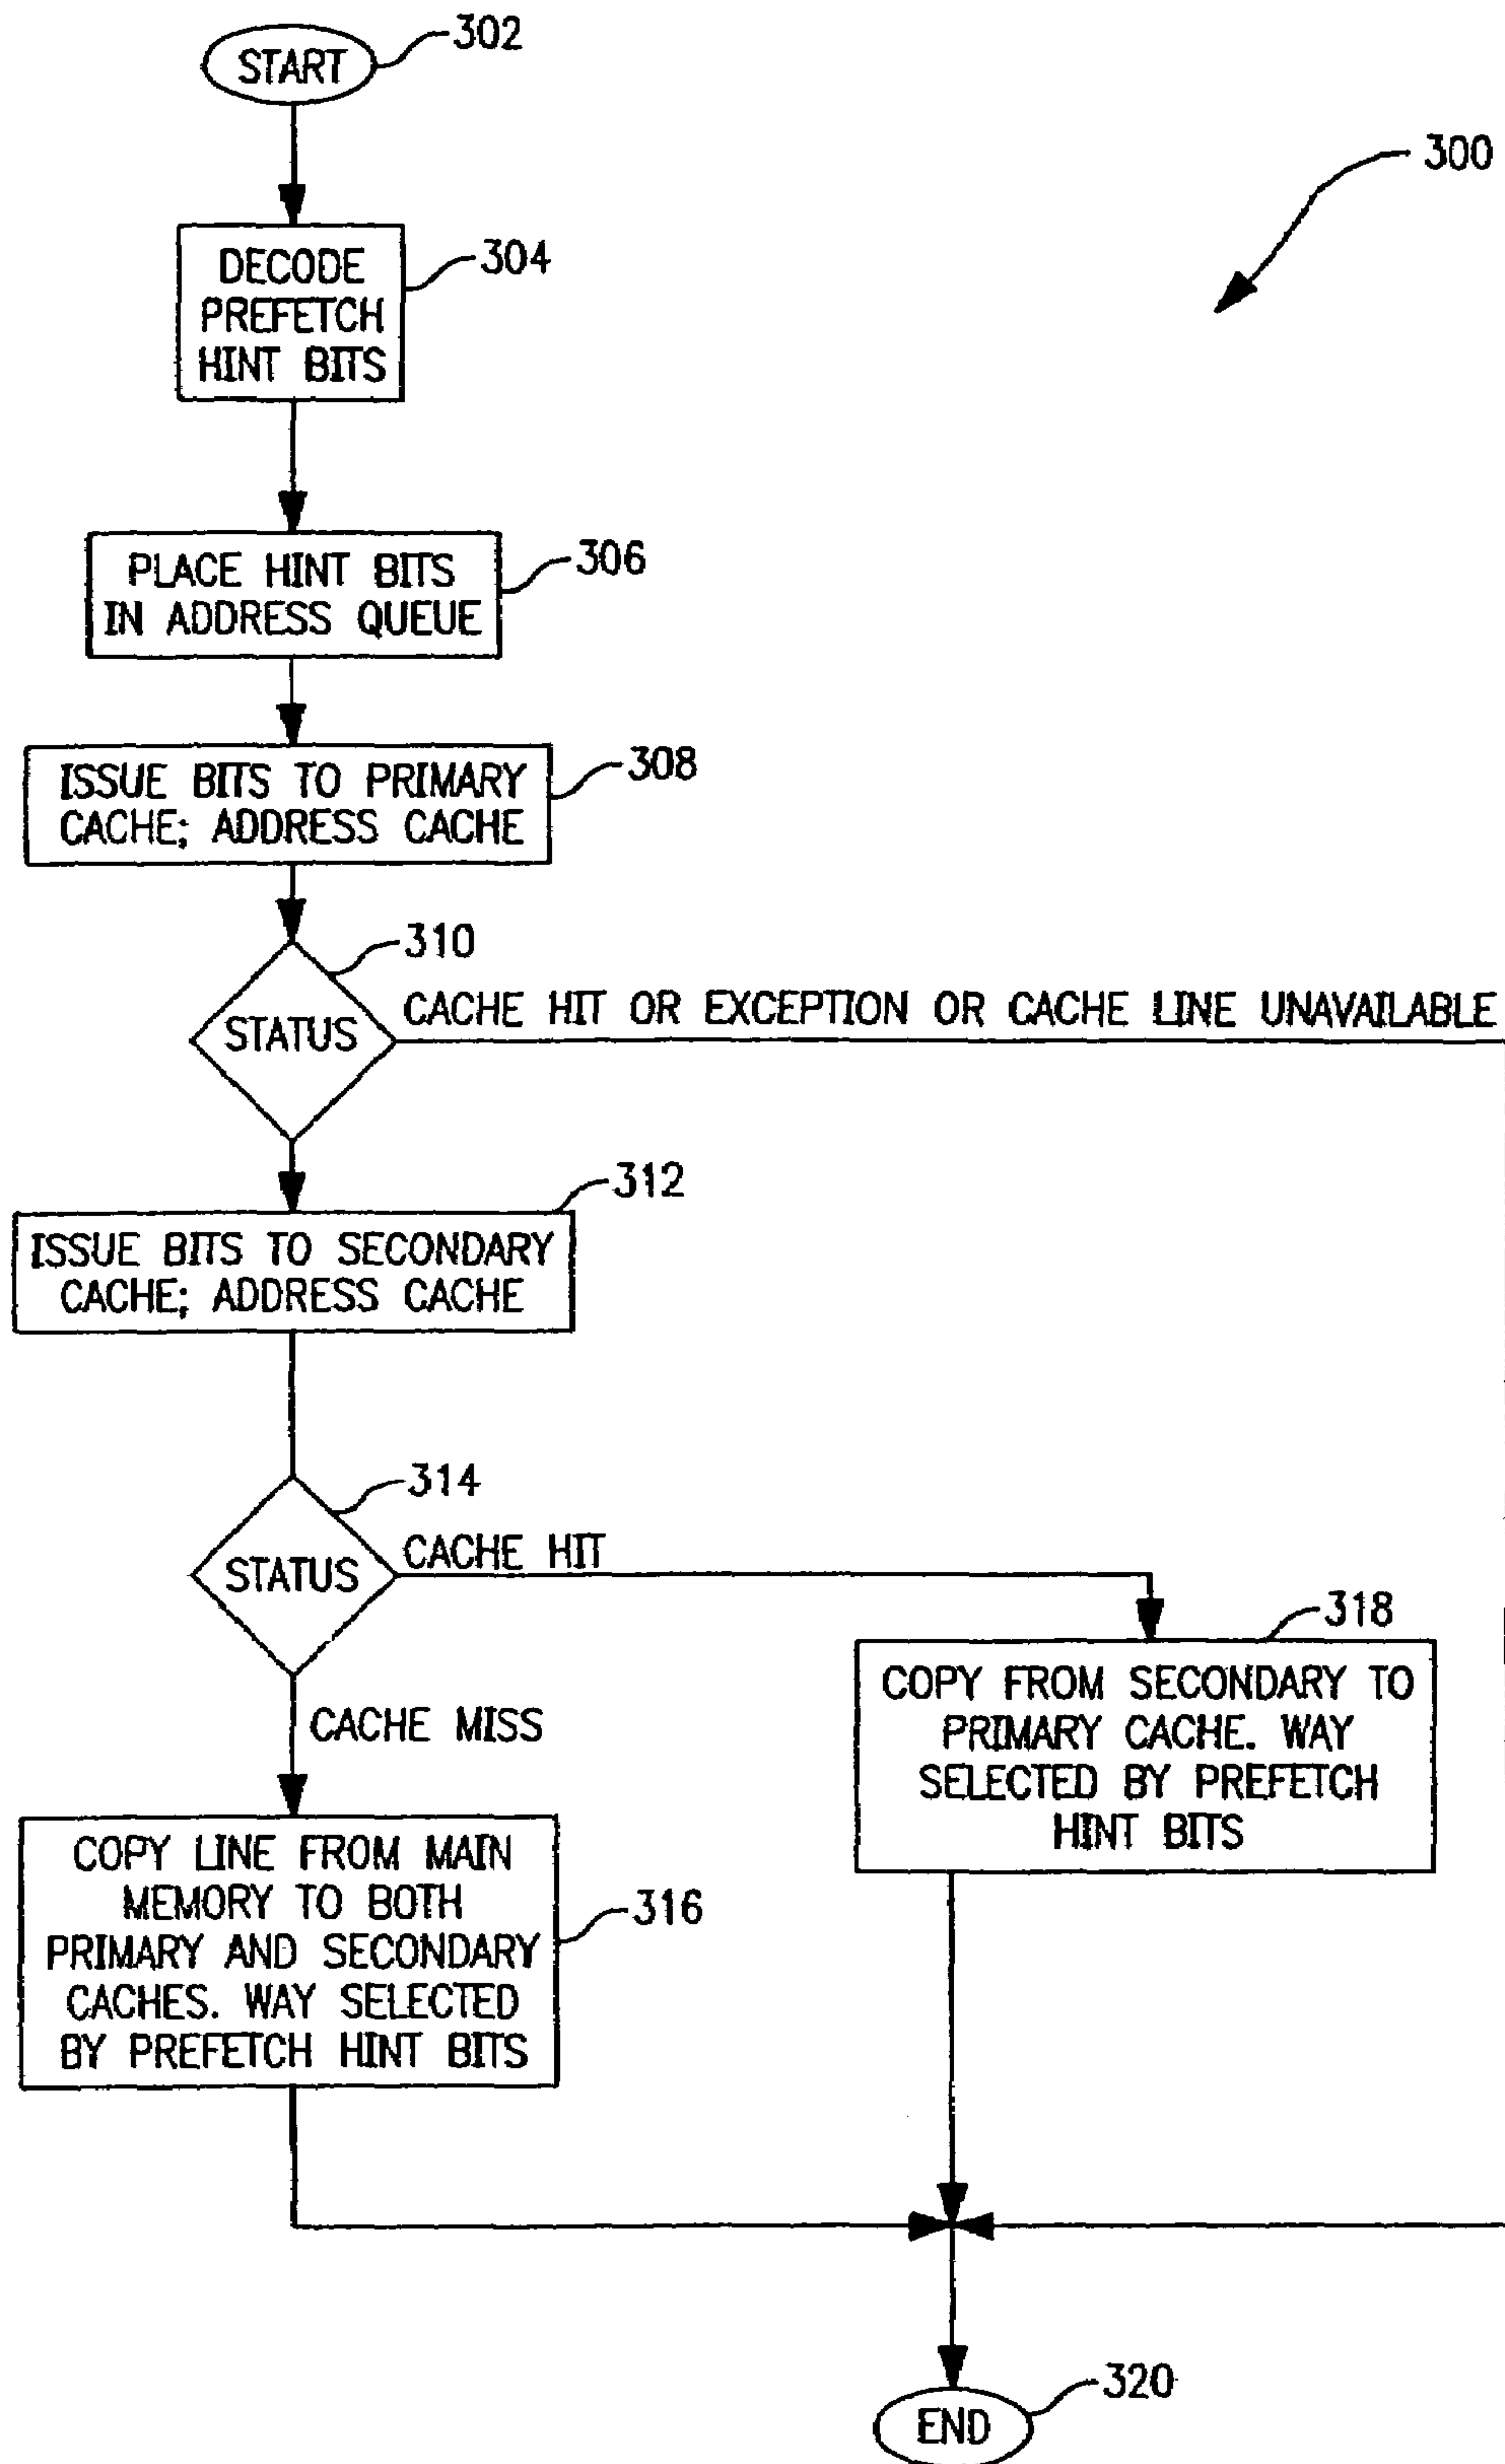 START
302
300
DECODE
PREFETCH
HINT BITS
304
PLACE HINT BITS
IN ADDRESS QUEUE
306
ISSUE BITS TO PRIMARY
CACHE; ADDRESS CACHE
308
310
STATUS
CACHE HIT OR EXCEPTION OR CACHE LINE UNAVAILABLE
312
ISSUE BITS TO SECONDARY
CACHE; ADDRESS CACHE
314
STATUS
CACHE HIT
318
COPY FROM SECONDARY TO
PRIMARY CACHE. WAY
SELECTED BY PREFETCH
HINT BITS
CACHE MISS
COPY LINE FROM MAIN
MEMORY TO BOTH
PRIMARY AND SECONDARY
CACHES. WAY SELECTED
BY PREFETCH HINT BITS
316
320
END